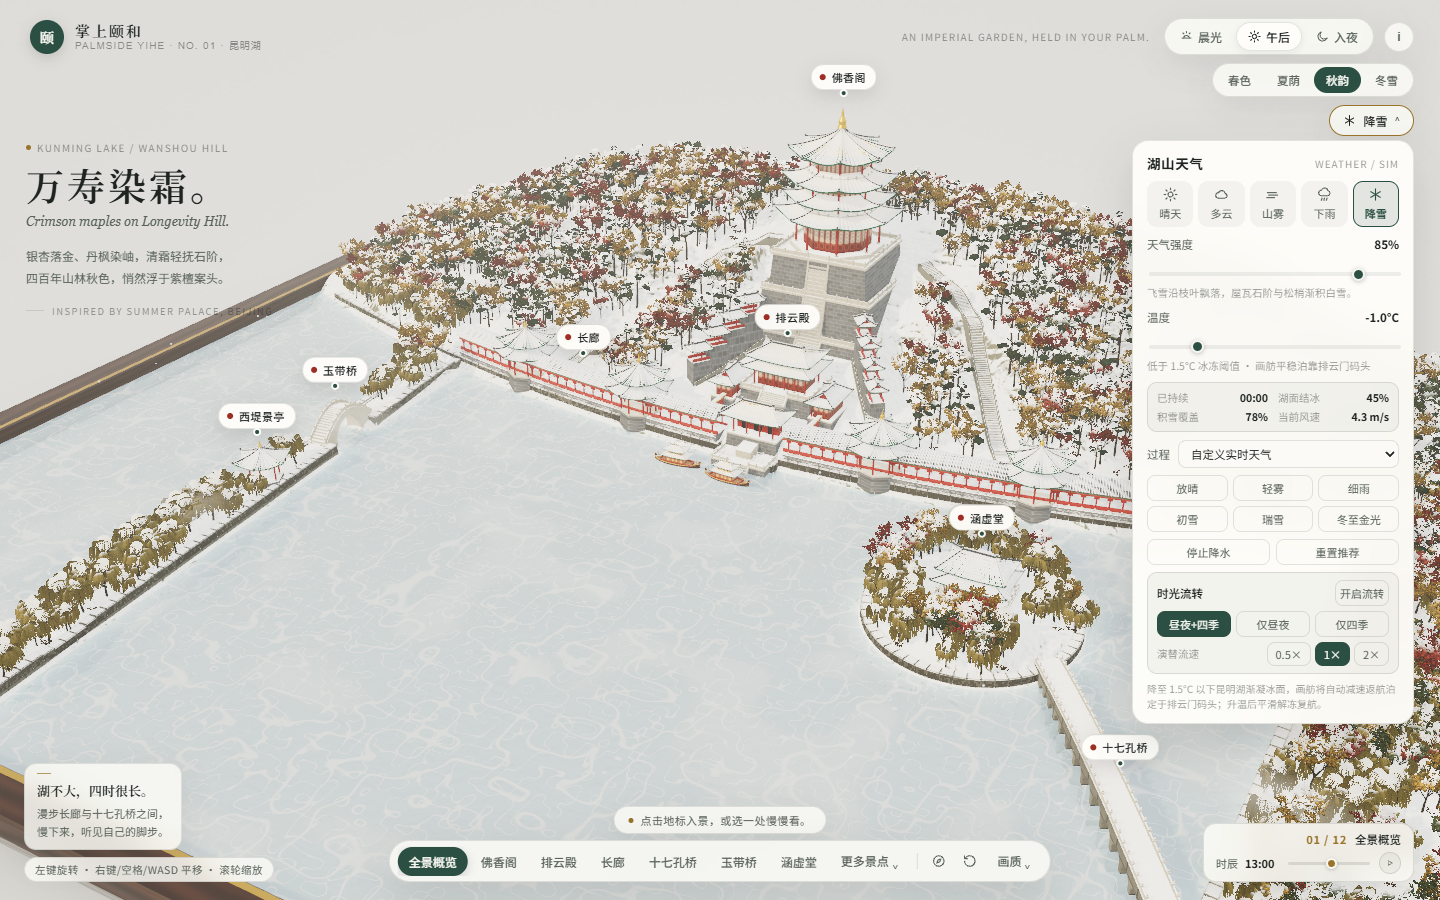 颐
掌上颐和
PALMSIDE YIHE · NO. 01 · 昆明湖
AN IMPERIAL GARDEN, HELD IN YOUR PALM.
晨光
午后
入夜
i
春色
夏荫
秋韵
冬雪
降雪 ^
KUNMING LAKE / WANSHOU HILL
万寿染霜。
Crimson maples on Longevity Hill.
银杏落金、丹枫染岫，清霜轻抚石阶，
四百年山林秋色，悄然浮于紫檀案头。
INSPIRED BY SUMMER PALACE, BEIJING
佛香阁
排云殿
长廊
玉带桥
西堤景亭
涵虚堂
十七孔桥
湖山天气
WEATHER / SIM
晴天
多云
山雾
下雨
降雪
天气强度 85%
飞雪沿枝叶飘落，屋瓦石阶与松梢渐积白雪。
温度 -1.0°C
低于 1.5°C 冰冻阈值 · 画舫平稳泊靠排云门码头
已持续 00:00 湖面结冰 45%
积雪覆盖 78% 当前风速 4.3 m/s
过程 自定义实时天气
放晴 轻雾 细雨
初雪 瑞雪 冬至金光
停止降水 重置推荐
时光流转 开启流转
昼夜+四季 仅昼夜 仅四季
演替流速 0.5× 1× 2×
降至 1.5°C 以下昆明湖渐凝冰面，画舫将自动减速返航泊
定于排云门码头；升温后平滑解冻复航。
湖不大，四时很长。
漫步长廊与十七孔桥之间，
慢下来，听见自己的脚步。
左键旋转 · 右键/空格/WASD 平移 · 滚轮缩放
点击地标入景，或选一处慢慢看。
全景概览 佛香阁 排云殿 长廊 十七孔桥 玉带桥 涵虚堂 更多景点 画质
01 / 12 全景概览
时辰 13:00